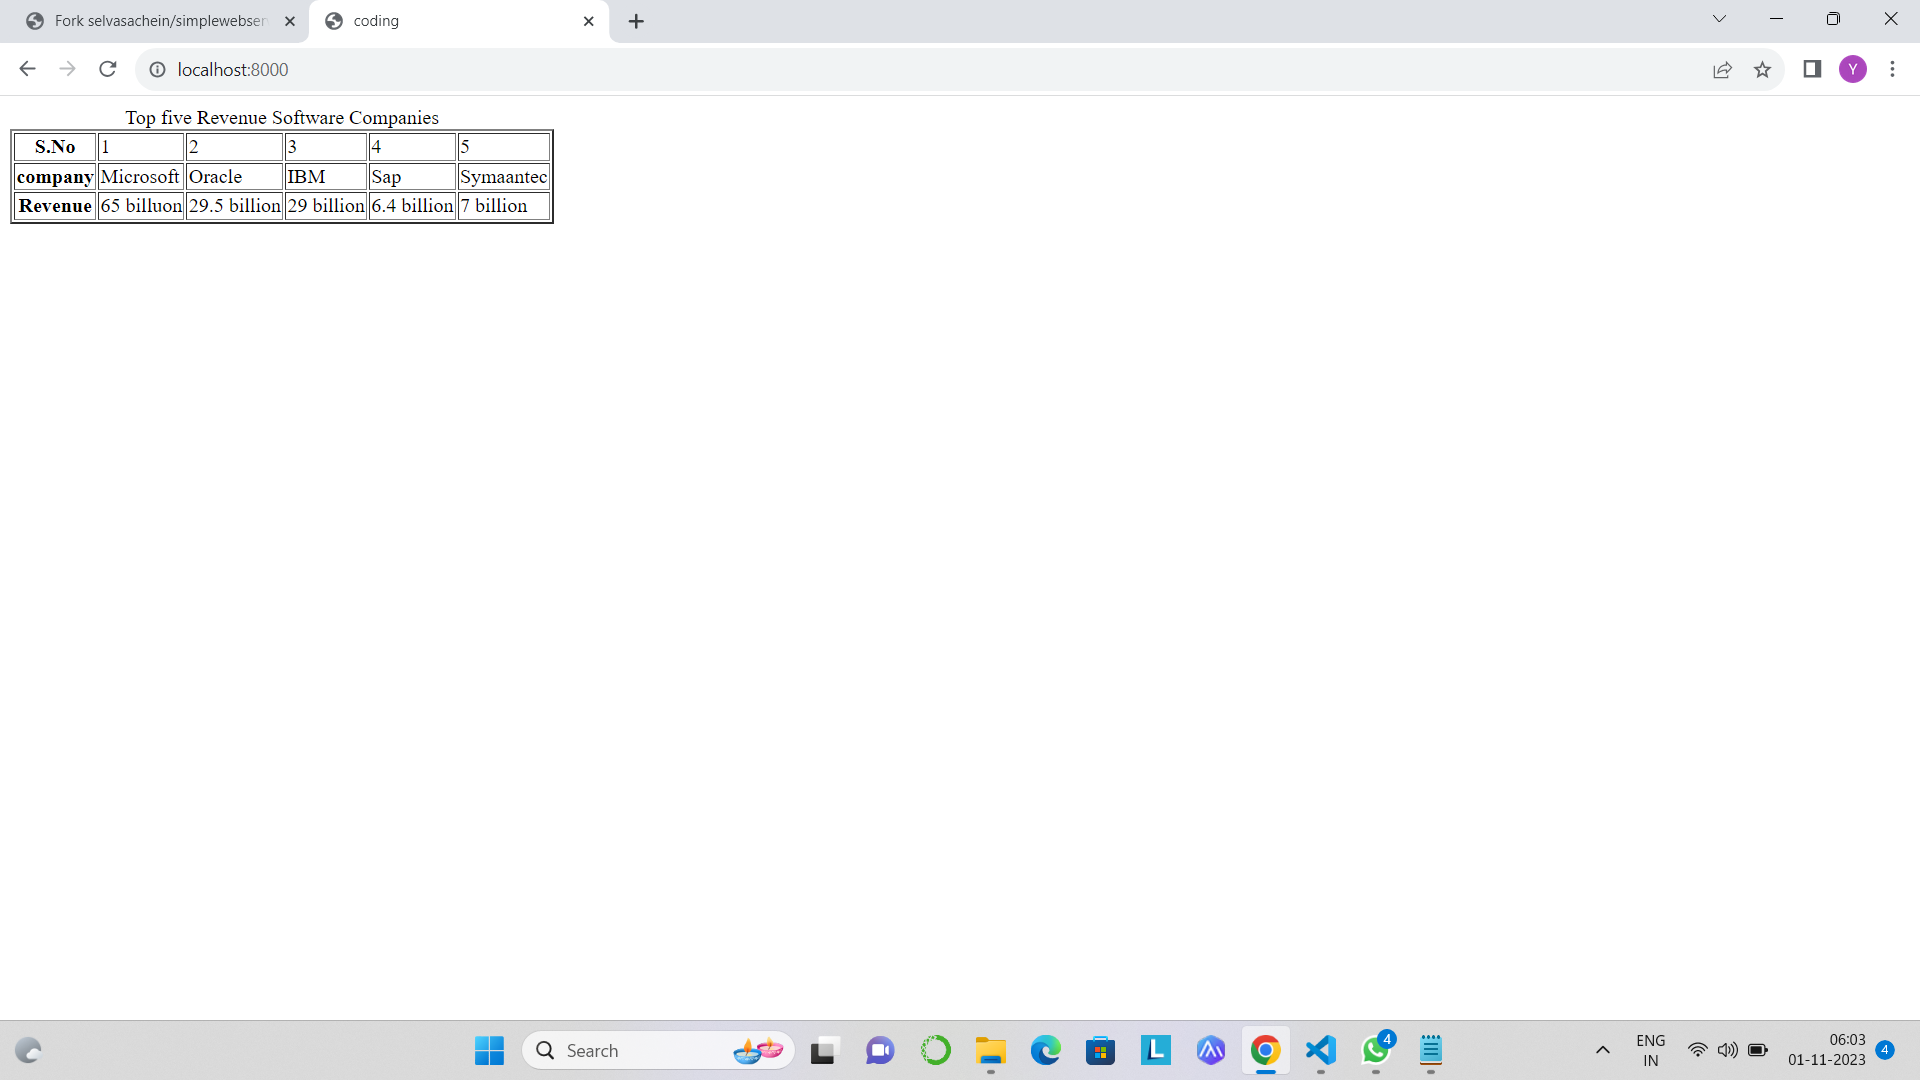 Fork selvasachein/simplewebser
coding
localhost:8000
Y
Top five Revenue Software Companies
S.No 1 2 3 4 5
company Microsoft Oracle IBM Sap Symaantec
Revenue 65 billuon 29.5 billion 29 billion 6.4 billion 7 billion
Search
L
4
ENG
IN
06:03
01-11-2023
4